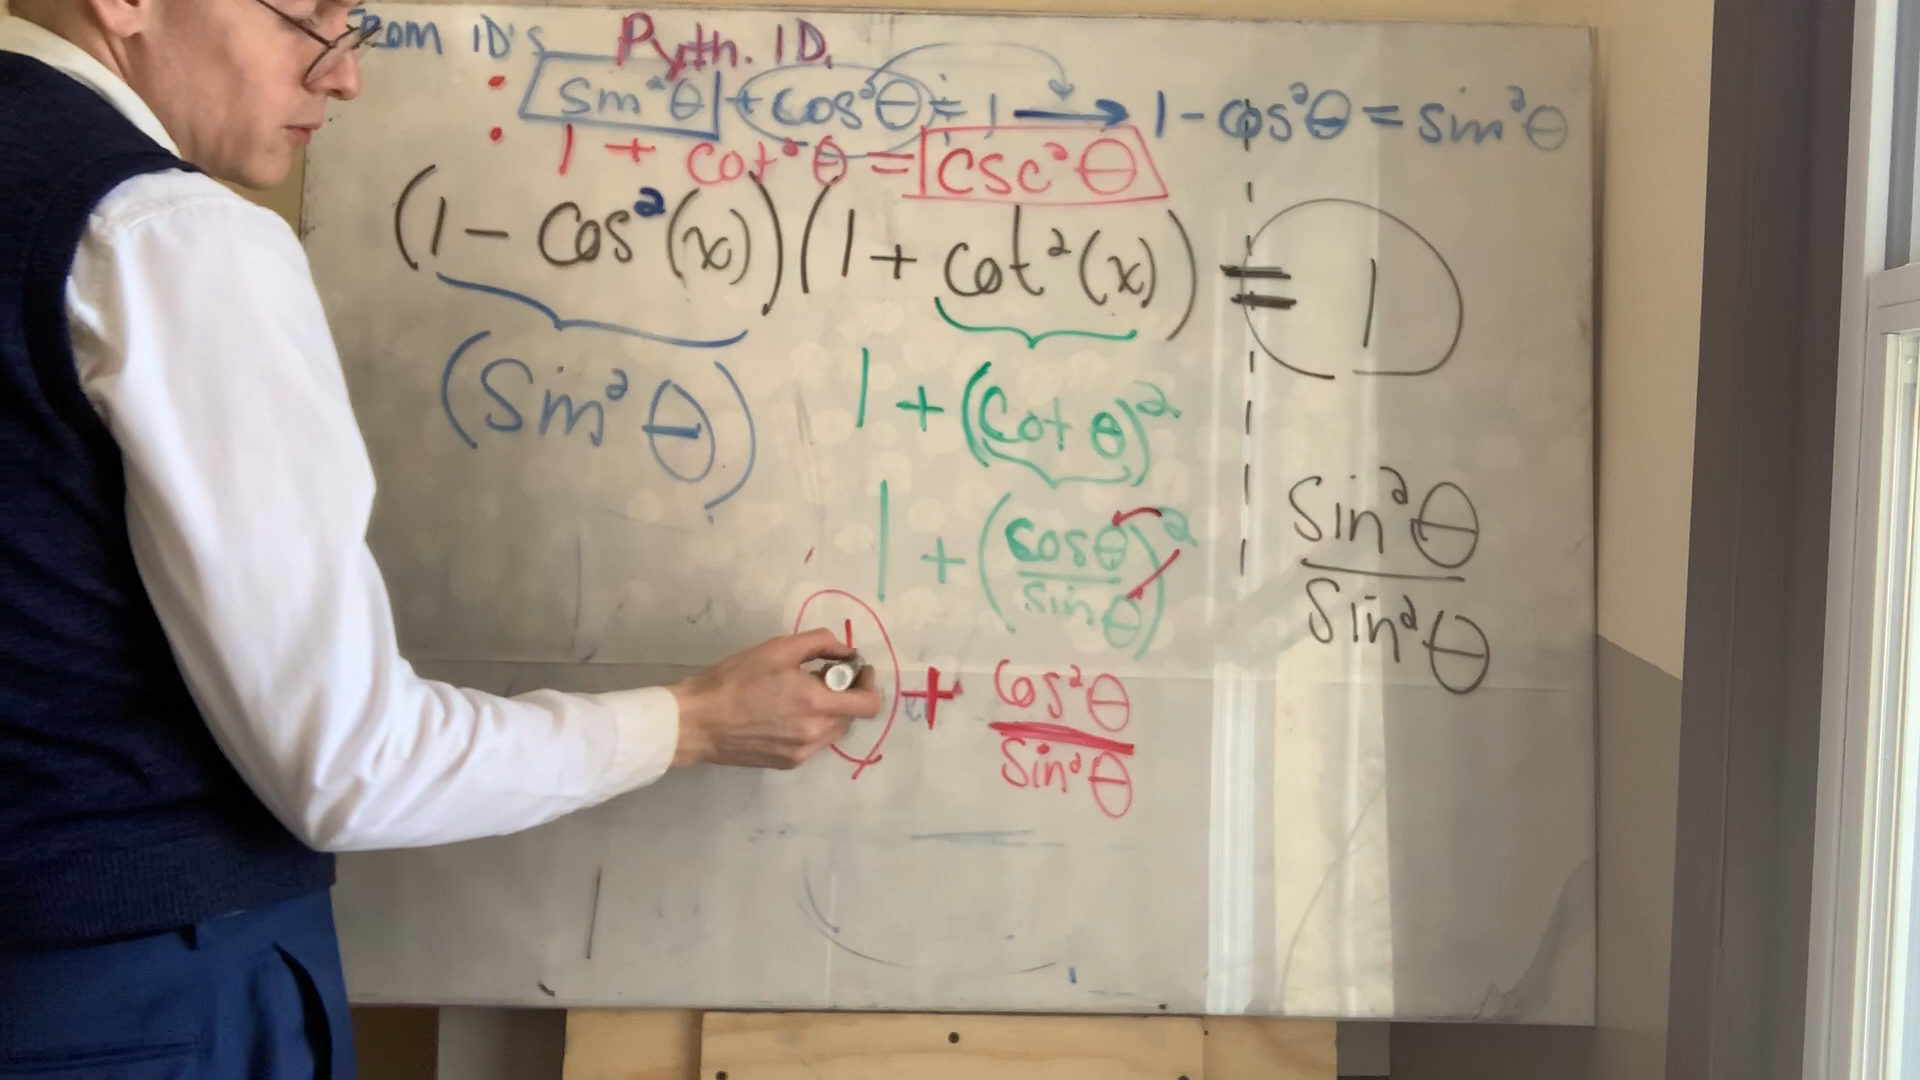 From ID's Pyth. ID.
• sin²θ + cos²θ = 1 → 1 - cos²θ = sin²θ
• 1 + cot²θ = csc²θ
(1 - cos²(x))(1 + cot²(x)) = 1
(sin²θ) 1 + (cot θ)²
1 + (cosθ/sinθ)²
sin²θ/sin²θ
1 + cos²θ/sin²θ